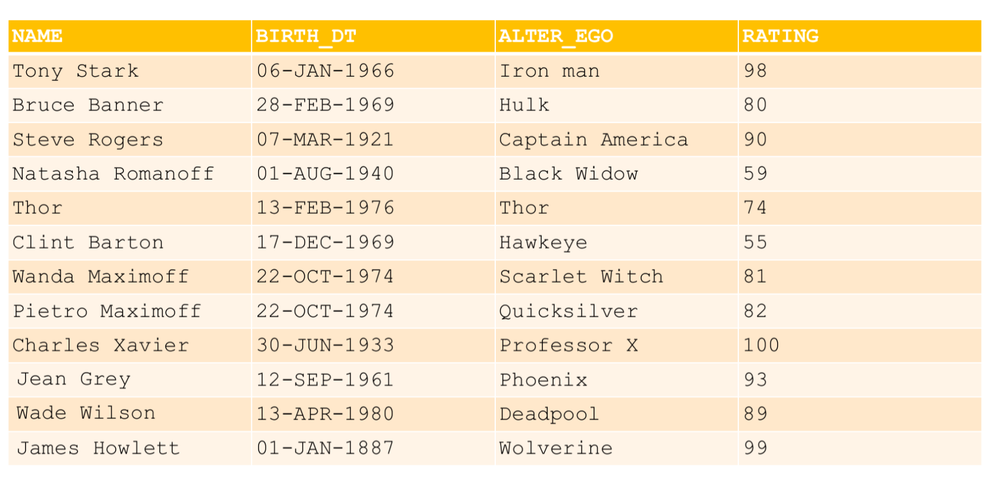 NAME BIRTH_DT ALTER_EGO RATING
Tony Stark 06-JAN-1966 Iron man 98
Bruce Banner 28-FEB-1969 Hulk 80
Steve Rogers 07-MAR-1921 Captain America 90
Natasha Romanoff 01-AUG-1940 Black Widow 59
Thor 13-FEB-1976 Thor 74
Clint Barton 17-DEC-1969 Hawkeye 55
Wanda Maximoff 22-OCT-1974 Scarlet Witch 81
Pietro Maximoff 22-OCT-1974 Quicksilver 82
Charles Xavier 30-JUN-1933 Professor X 100
Jean Grey 12-SEP-1961 Phoenix 93
Wade Wilson 13-APR-1980 Deadpool 89
James Howlett 01-JAN-1887 Wolverine 99